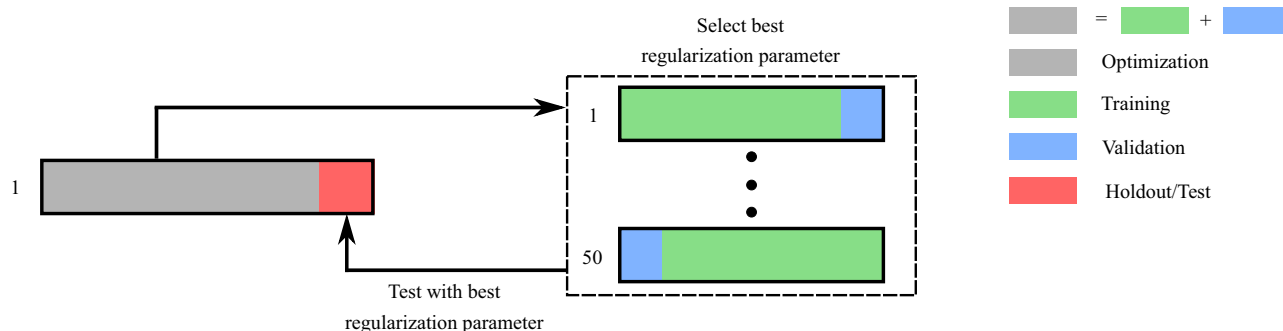 Select best
regularization parameter
1
1
50
Test with best
regularization parameter
= +
Optimization
Training
Validation
Holdout/Test